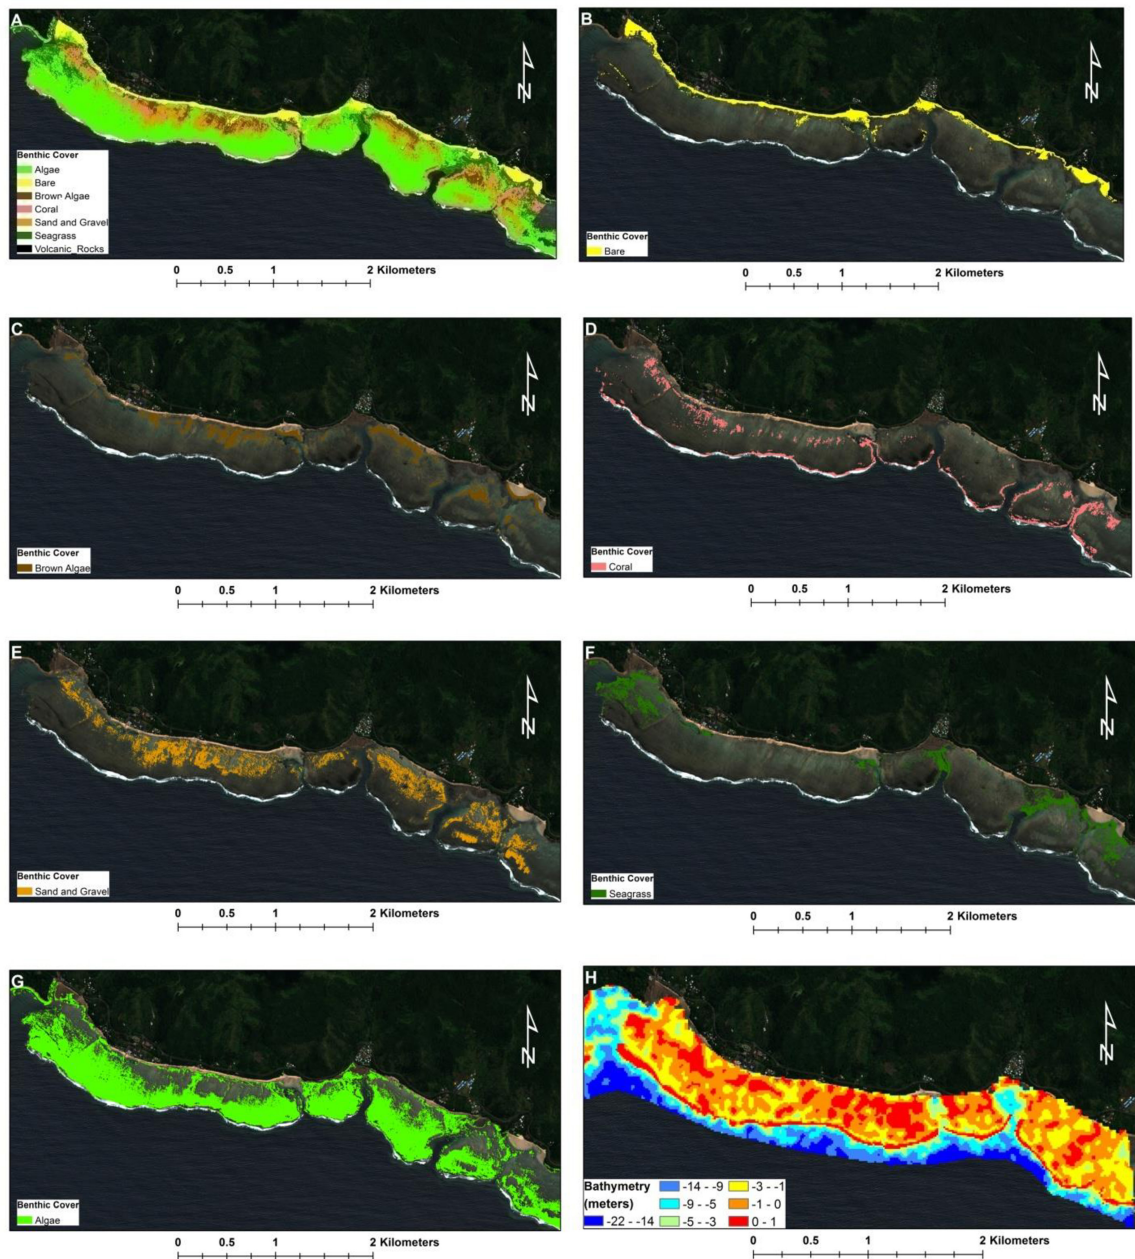 A
N
Benthic Cover
Algae
Bare
Brown Algae
Coral
Sand and Gravel
Seagrass
Volcanic_Rocks
0 0.5 1 2 Kilometers
B
N
Benthic Cover
Bare
0 0.5 1 2 Kilometers
C
N
Benthic Cover
Brown Algae
0 0.5 1 2 Kilometers
D
N
Benthic Cover
Coral
0 0.5 1 2 Kilometers
E
N
Benthic Cover
Sand and Gravel
0 0.5 1 2 Kilometers
F
N
Benthic Cover
Seagrass
0 0.5 1 2 Kilometers
G
N
Benthic Cover
Algae
0 0.5 1 2 Kilometers
H
N
Bathymetry -14 - -9 -3 - -1
(meters) -9 - -5 -1 - 0
-22 - -14 -5 - -3 0 - 1
0 0.5 1 2 Kilometers